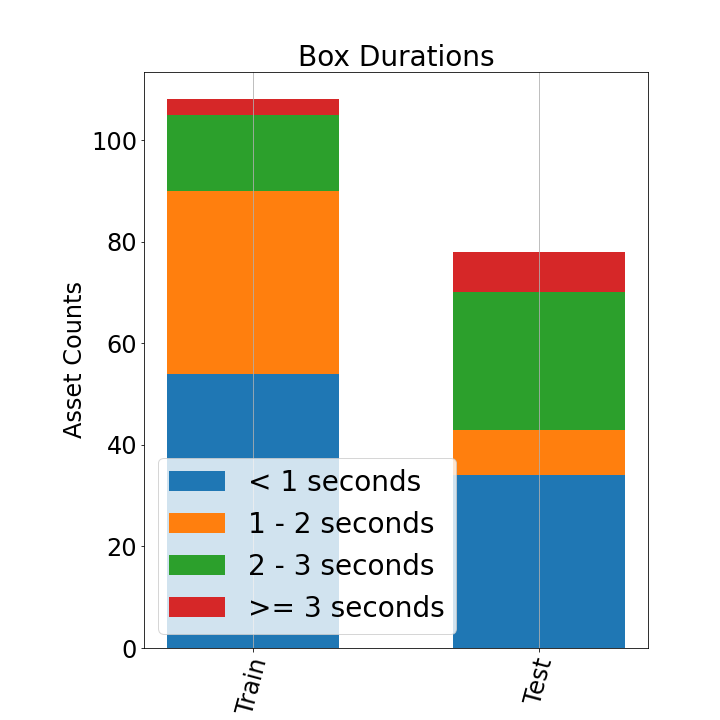 Box Durations
Asset Counts
100
80
60
40
20
0
< 1 seconds
1 - 2 seconds
2 - 3 seconds
>= 3 seconds
Train
Test